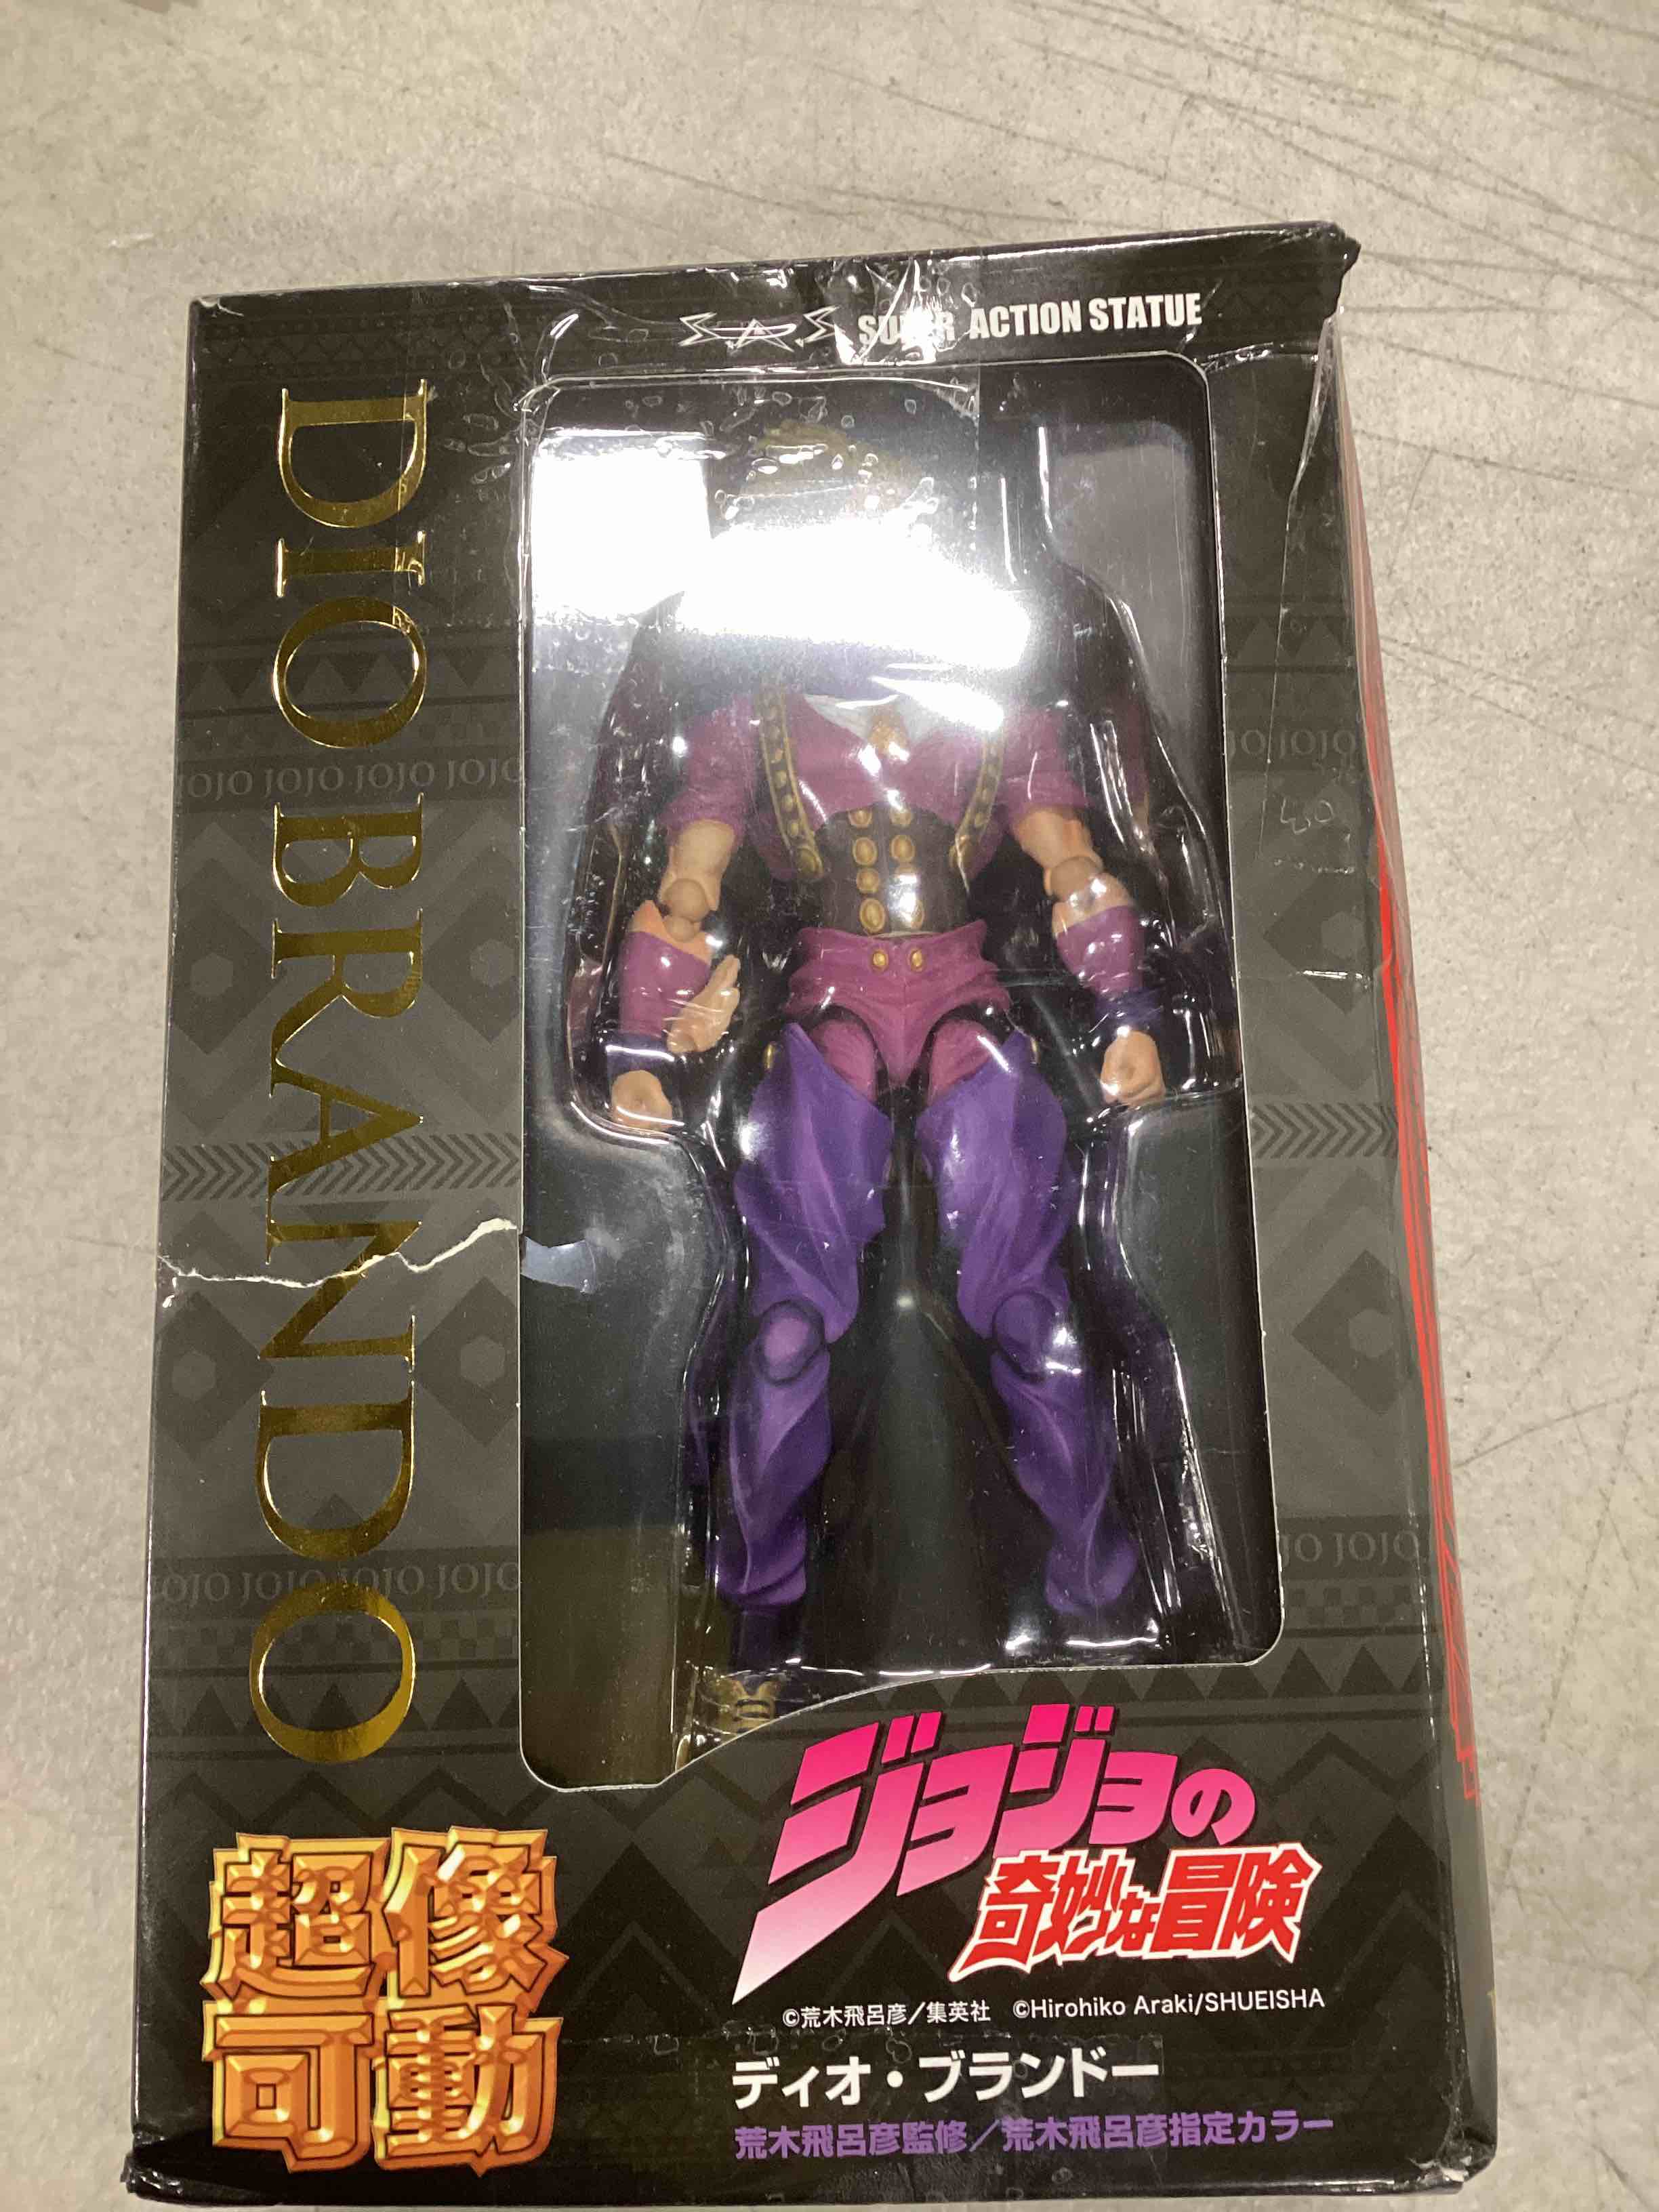 S.A.S SUPER ACTION STATUE
DIO BRANDO
JOJO JOJO JOJO JOJO
JO JOJO
JOJO JOJO JOJO JOJO
JO JOJO
超像
可動
ジョジョの
奇妙な冒険
©荒木飛呂彦/集英社 ©Hirohiko Araki/SHUEISHA
ディオ・ブランドー
荒木飛呂彦監修/荒木飛呂彦指定カラー